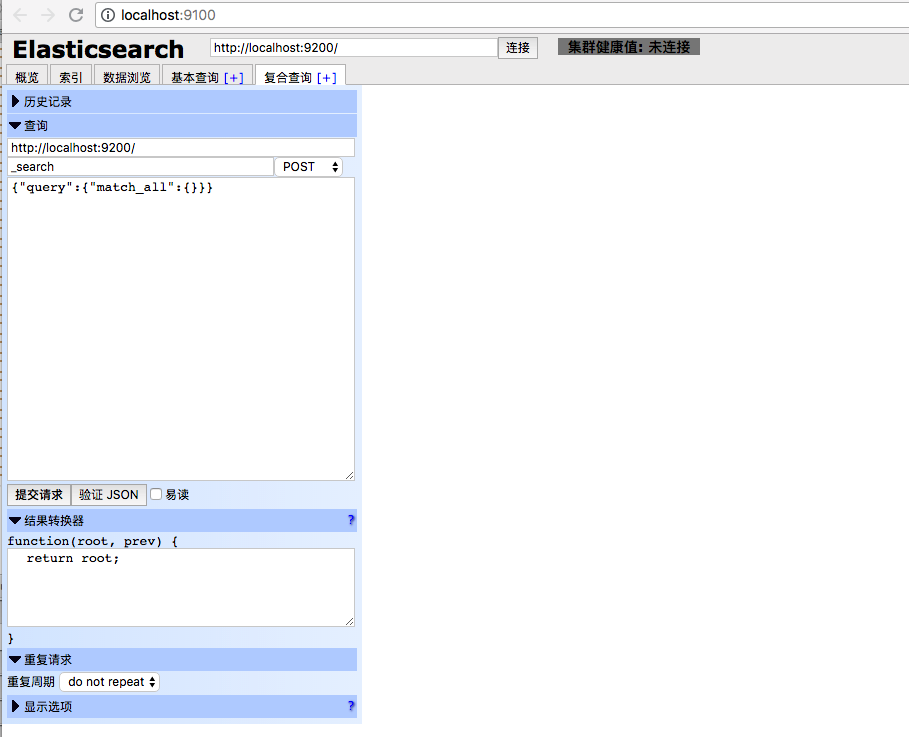 localhost:9100
Elasticsearch http://localhost:9200/ 连接 集群健康值: 未连接
概览 索引 数据浏览 基本查询 [+] 复合查询 [+]
历史记录
查询
http://localhost:9200/
_search POST
{"query":{"match_all":{}}}
提交请求 验证 JSON 易读
结果转换器 ?
function(root, prev) {
return root;
}
重复请求
重复周期 do not repeat
显示选项 ?